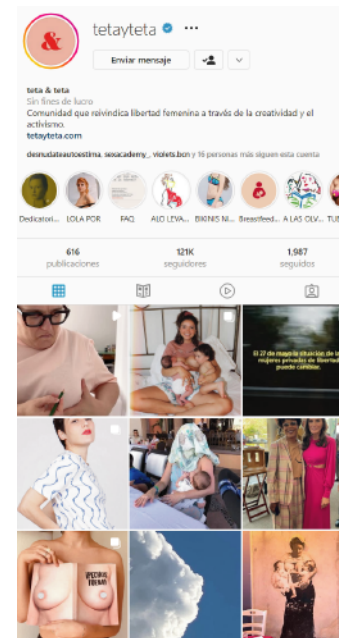 &
tetayteta
Enviar mensaje
teta & teta
Sin fines de lucro
Comunidad que reivindica libertad femenina a través de la creatividad y el
activismo.
tetayteta.com
desnudateautoestima, sexacademy_, violets.bcn y 16 personas más siguen esta cuenta
Dedicatori... LOLA POR FAQ ALO LEVA... BIKINIS NI... Breastfeed... A LAS OLV...
616 121K 1,987
publicaciones seguidores seguidos
El 27 de mayo la situación de las
mujeres privadas de libertad
puede cambiar.